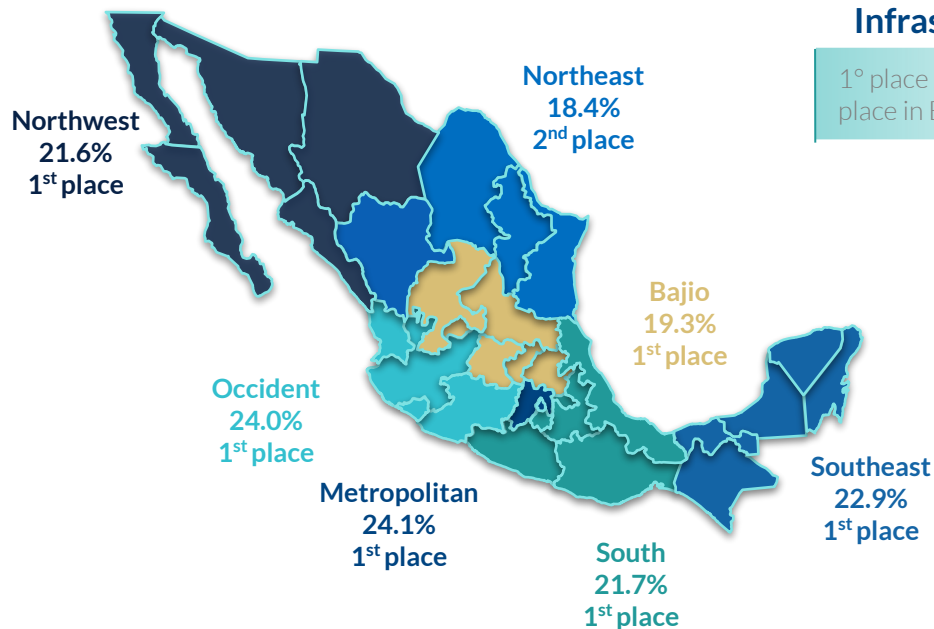 Infras
1° place
place in E
Northeast
18.4%
2nd place
Northwest
21.6%
1st place
Bajio
19.3%
1st place
Occident
24.0%
1st place
Metropolitan
24.1%
1st place
Southeast
22.9%
1st place
South
21.7%
1st place